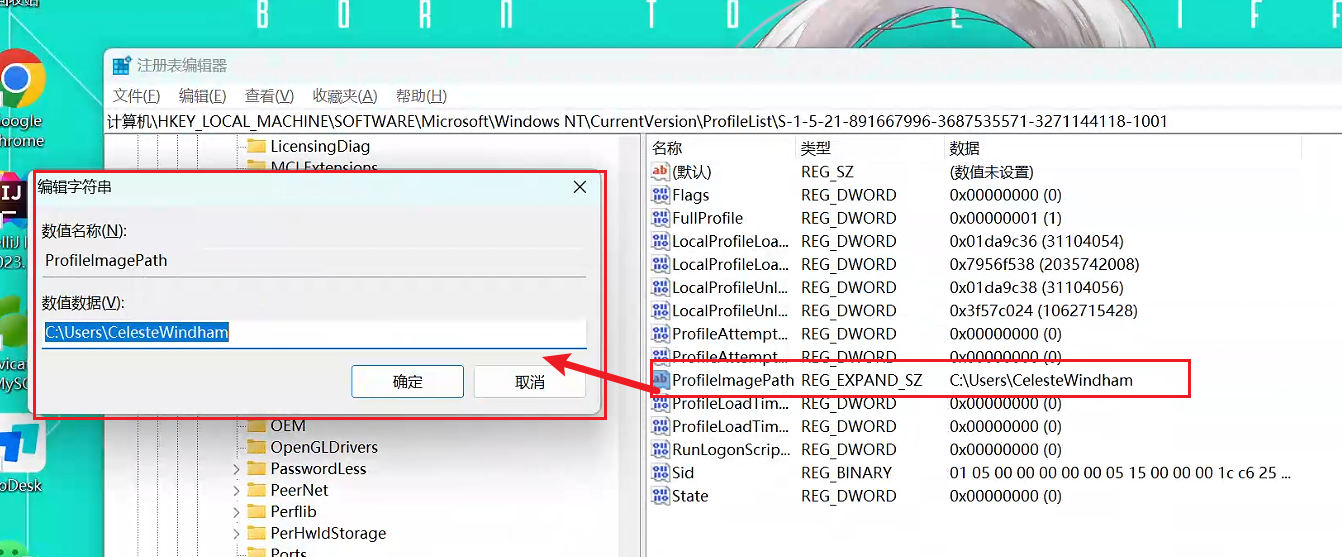 BORN TO
注册表编辑器
文件(F) 编辑(E) 查看(V) 收藏夹(A) 帮助(H)
计算机\HKEY_LOCAL_MACHINE\SOFTWARE\Microsoft\Windows NT\CurrentVersion\ProfileList\S-1-5-21-891667996-3687535571-3271144118-1001
LicensingDiag
MCI Extensions
编辑字符串
数值名称(N):
ProfileImagePath
数值数据(V):
C:\Users\CelesteWindham
确定 取消
OEM
OpenGLDrivers
PasswordLess
PeerNet
Perflib
PerHwIdStorage
Ports
名称 类型 数据
(默认) REG_SZ (数值未设置)
Flags REG_DWORD 0x00000000 (0)
FullProfile REG_DWORD 0x00000001 (1)
LocalProfileLoa... REG_DWORD 0x01da9c36 (31104054)
LocalProfileLoa... REG_DWORD 0x7956f538 (2035742008)
LocalProfileUnl... REG_DWORD 0x01da9c38 (31104056)
LocalProfileUnl... REG_DWORD 0x3f57c024 (1062715428)
ProfileAttempt... REG_DWORD 0x00000000 (0)
ProfileAttempt... REG_DWORD 0x00000000 (0)
ProfileImagePath REG_EXPAND_SZ C:\Users\CelesteWindham
ProfileLoadTim... REG_DWORD 0x00000000 (0)
ProfileLoadTim... REG_DWORD 0x00000000 (0)
RunLogonScrip... REG_DWORD 0x00000000 (0)
Sid REG_BINARY 01 05 00 00 00 00 00 05 15 00 00 00 1c c6 25 ...
State REG_DWORD 0x00000000 (0)